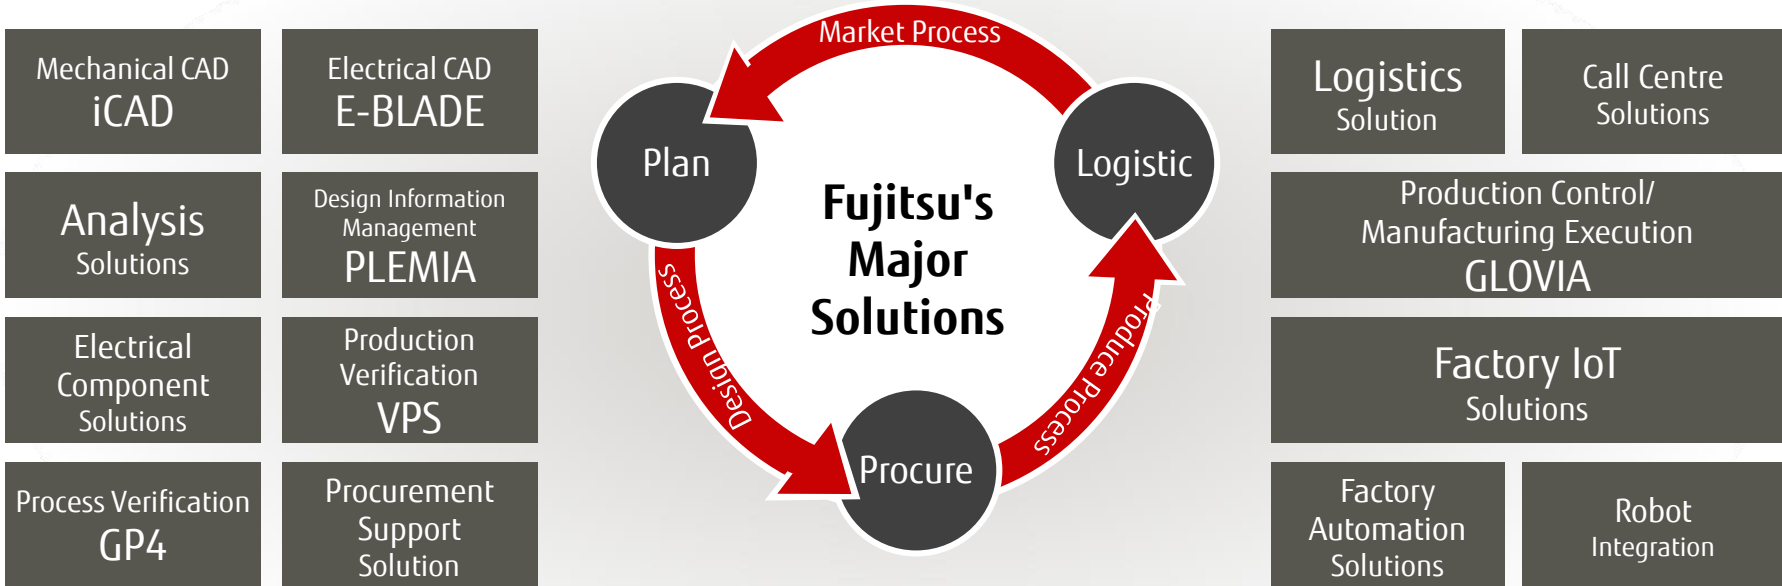 Mechanical CAD
iCAD
Electrical CAD
E-BLADE
Analysis
Solutions
Design Information
Management
PLEMIA
Electrical
Component
Solutions
Production
Verification
VPS
Process Verification
GP4
Procurement
Support
Solution
Market Process
Plan
Logistic
Fujitsu's
Major
Solutions
Design Process
Produce Process
Procure
Logistics
Solution
Call Centre
Solutions
Production Control/
Manufacturing Execution
GLOVIA
Factory IoT
Solutions
Factory
Automation
Solutions
Robot
Integration